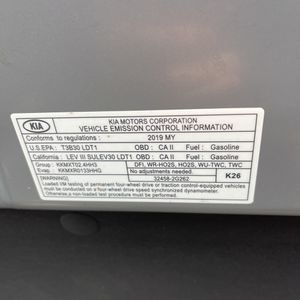 KIA KIA MOTORS CORPORATION
VEHICLE EMISSION CONTROL INFORMATION
Conforms to regulations : 2019 MY
U.S.EPA : T3B30 LDT1 OBD : CA II Fuel : Gasoline
California : LEV III SULEV30 LDT1 OBD : CA II Fuel : Gasoline
Group : KKMXT02.4HH3 DFI, WR-HO2S, HO2S, WU-TWC, TWC
Evap. : KKMXR0133HHG No adjustments needed. K26
[WARNING] 32458-2G262
Loaded I/M testing of permanent four-wheel drive or traction control-equipped vehicles
must be performed on a four-wheel drive or fixed speed synchronized dynamometer.
Otherwise, a non-loaded test procedure must be performed.